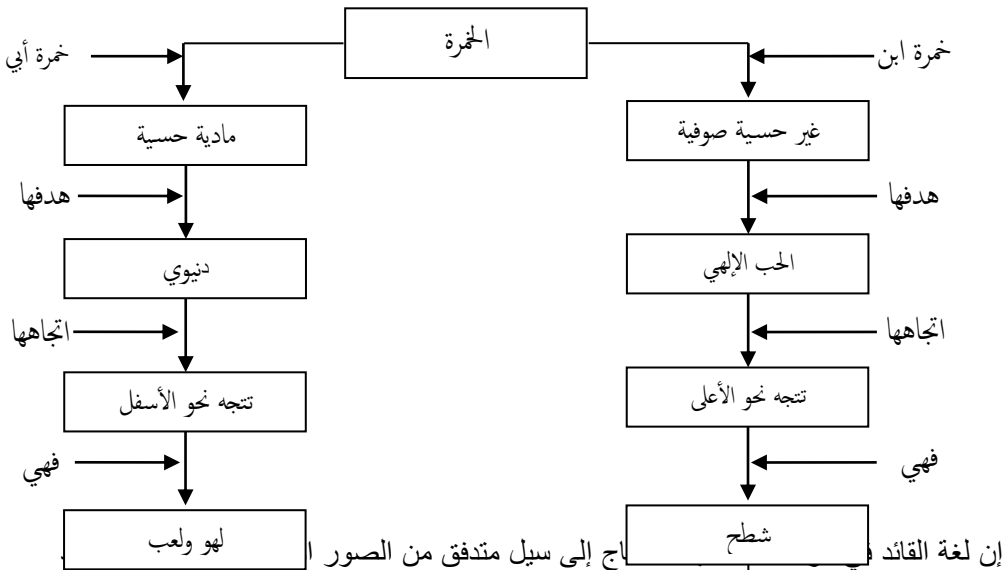 الخمرة
خمرة ابن
خمرة أبي
غير حسية صوفية
مادية حسية
هدفها
هدفها
الحب الإلهي
دنيوي
اتجاهها
اتجاهها
تتجه نحو الأعلى
تتجه نحو الأسفل
فهي
فهي
شطح
لهو ولعب
إن لغة القائد إلى سيل متدفق من الصور